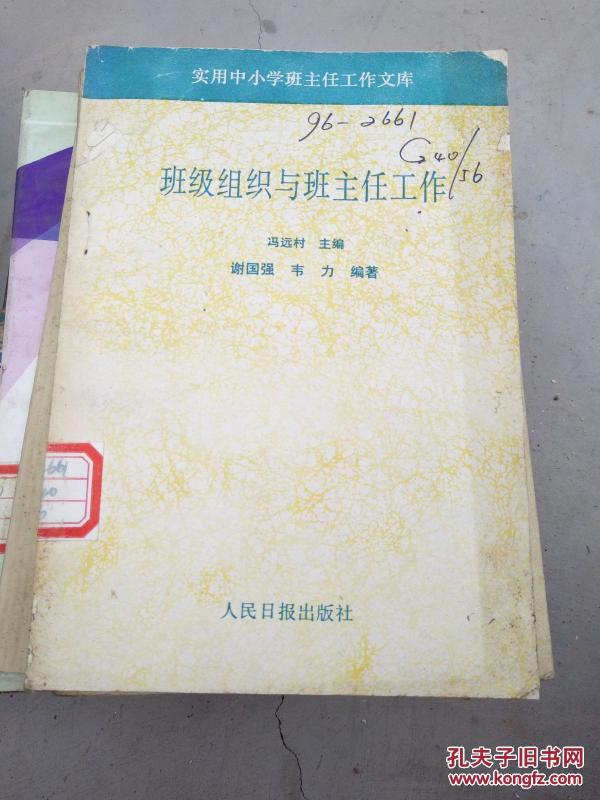 实用中小学班主任工作文库
96-2661
G40/56
班级组织与班主任工作
冯远村 主编
谢国强 韦力 编著
人民日报出版社
孔夫子旧书网
www.kongfz.com